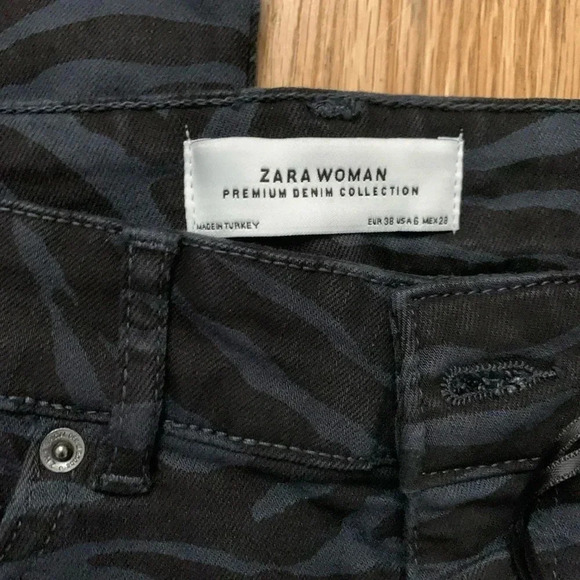 ZARA WOMAN
PREMIUM DENIM COLLECTION
MADE IN TURKEY EUR 38 USA 6 MEX 28